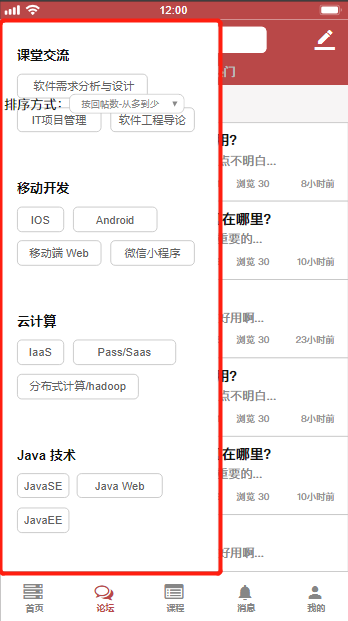 12:00
门
课堂交流
软件需求分析与设计
排序方式： 按回帖数-从多到少
IT项目管理 软件工程导论
用?
点不明白...
浏览 30 8小时前
移动开发
IOS Android
在哪里?
重要的...
移动端 Web 微信小程序
浏览 30 10小时前
云计算
好用啊...
IaaS Pass/Saas
浏览 30 23小时前
分布式计算/hadoop
用?
点不明白...
浏览 30 8小时前
Java 技术
在哪里?
重要的...
JavaSE Java Web
浏览 30 10小时前
JavaEE
好用啊...
首页 论坛 课程 消息 我的